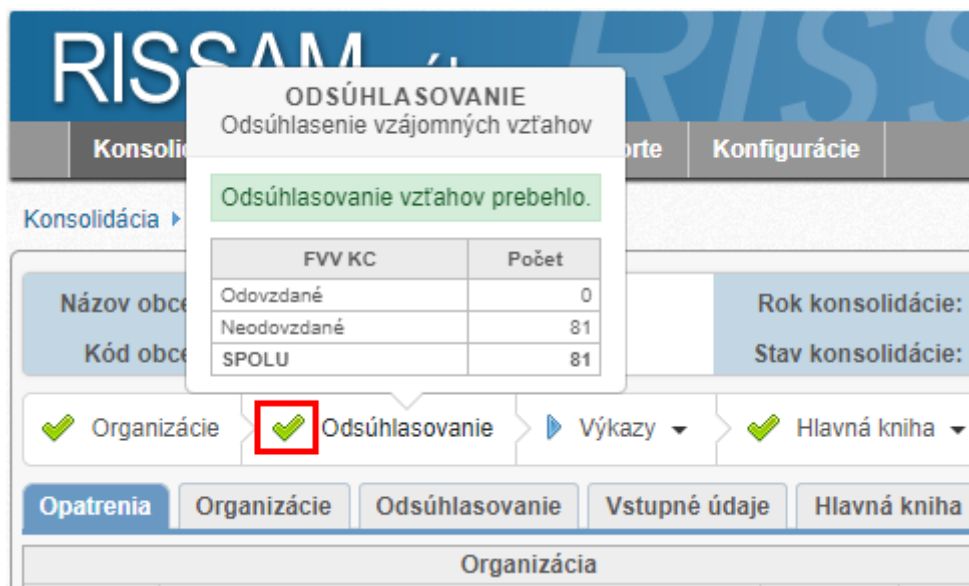 RISSAM
ODSÚHLASOVANIE
Odsúhlasenie vzájomných vzťahov
Konfigurácie
Odsúhlasovanie vzťahov prebehlo.
Konsolidácia
FVV KC Počet
Odovzdané 0
Neodovzdané 81
SPOLU 81
Názov obce Rok konsolidácie:
Kód obce Stav konsolidácie:
Organizácie Odsúhlasovanie Výkazy Hlavná kniha
Opatrenia Organizácie Odsúhlasovanie Vstupné údaje Hlavná kniha
Organizácia